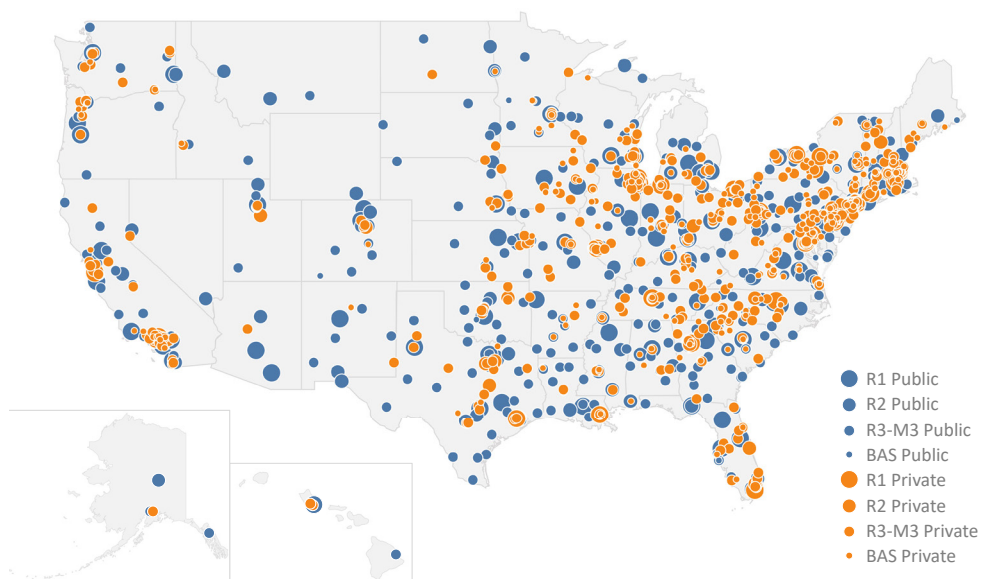 R1 Public
R2 Public
R3-M3 Public
BAS Public
R1 Private
R2 Private
R3-M3 Private
BAS Private